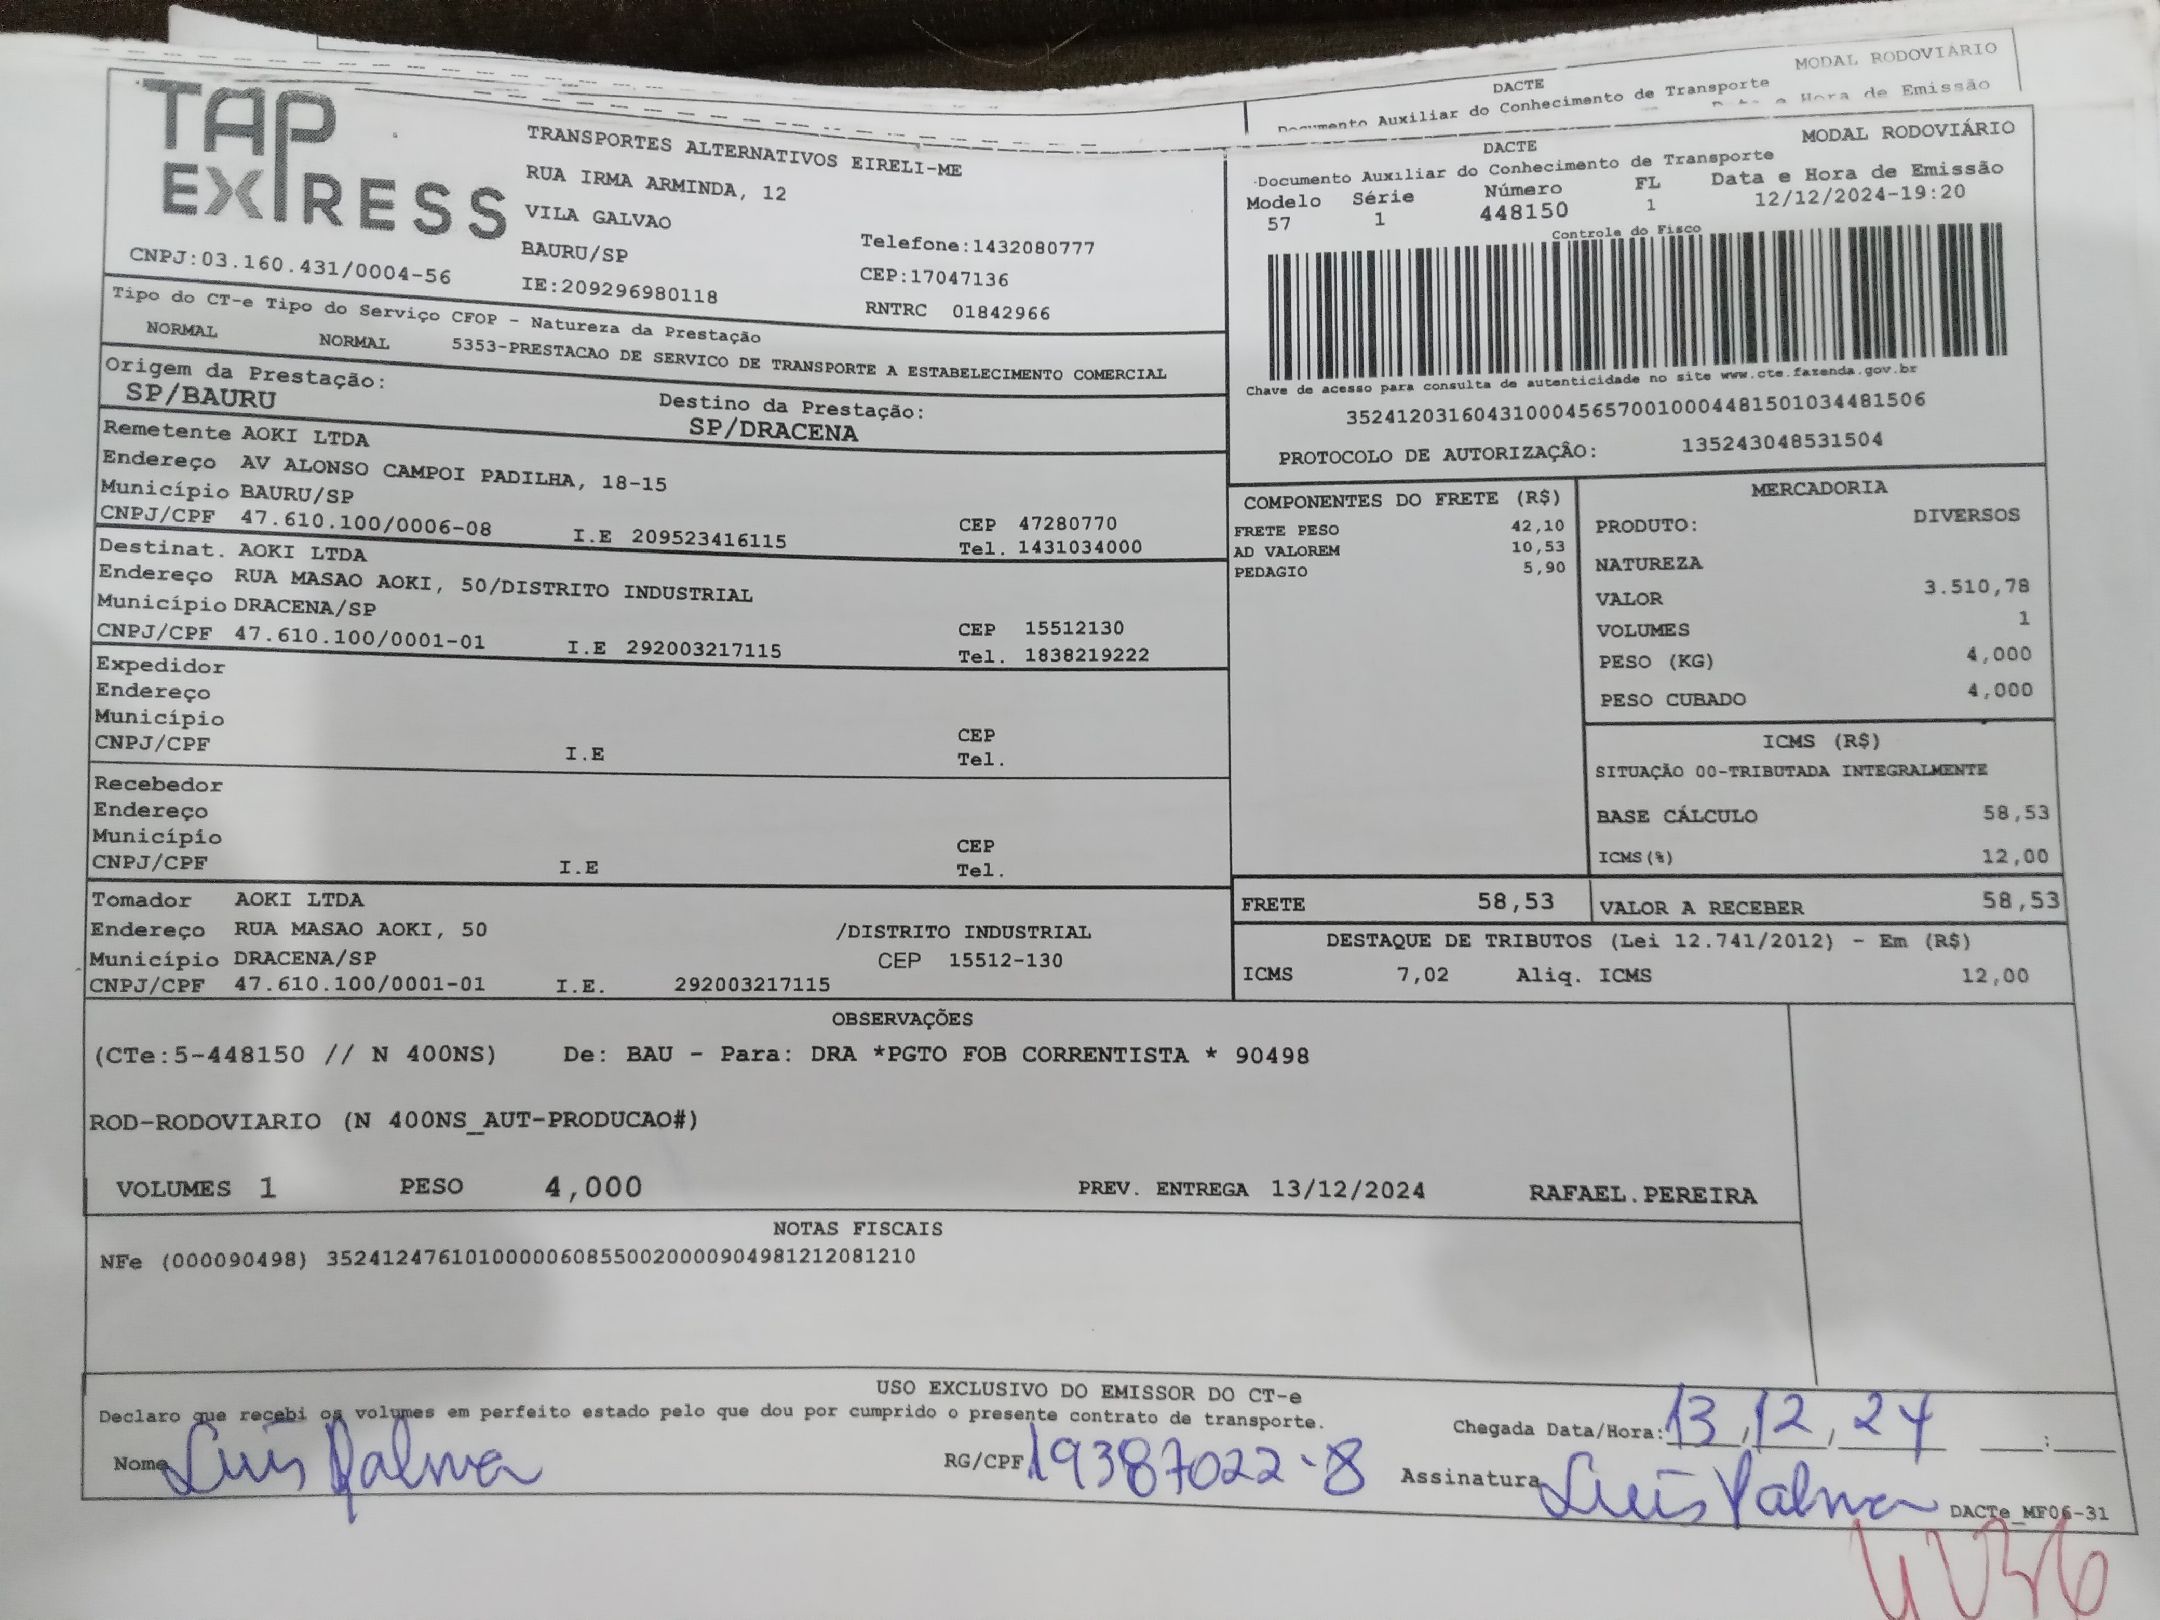 MODAL RODOVIÁRIO
DACTE
Documento Auxiliar do Conhecimento de Transporte
Data e Hora de Emissão
TAP EXPRESS
CNPJ:03.160.431/0004-56
TRANSPORTES ALTERNATIVOS EIRELI-ME
RUA IRMA ARMINDA, 12
VILA GALVAO
BAURU/SP
IE:209296980118
Telefone:1432080777
CEP:17047136
RNTRC 01842966
DACTE
MODAL RODOVIÁRIO
Documento Auxiliar do Conhecimento de Transporte
Modelo Série Número FL Data e Hora de Emissão
57 1 448150 1 12/12/2024-19:20
Controle do Fisco
Chave de acesso para consulta de autenticidade no site www.cte.fazenda.gov.br
35241203160431000456570010004481501034481506
PROTOCOLO DE AUTORIZAÇÂO: 135243048531504
Tipo do CT-e Tipo do Serviço CFOP - Natureza da Prestação
NORMAL NORMAL 5353-PRESTACAO DE SERVICO DE TRANSPORTE A ESTABELECIMENTO COMERCIAL
Origem da Prestação: Destino da Prestação:
SP/BAURU SP/DRACENA
Remetente AOKI LTDA
Endereço AV ALONSO CAMPOI PADILHA, 18-15
Município BAURU/SP CEP 47280770
CNPJ/CPF 47.610.100/0006-08 I.E 209523416115 Tel. 1431034000
Destinat. AOKI LTDA
Endereço RUA MASAO AOKI, 50/DISTRITO INDUSTRIAL
Município DRACENA/SP CEP 15512130
CNPJ/CPF 47.610.100/0001-01 I.E 292003217115 Tel. 1838219222
Expedidor
Endereço
Município CEP
CNPJ/CPF I.E Tel.
Recebedor
Endereço
Município CEP
CNPJ/CPF I.E Tel.
Tomador AOKI LTDA
Endereço RUA MASAO AOKI, 50 /DISTRITO INDUSTRIAL
Município DRACENA/SP CEP 15512-130
CNPJ/CPF 47.610.100/0001-01 I.E. 292003217115
COMPONENTES DO FRETE (R$)
FRETE PESO 42,10
AD VALOREM 10,53
PEDAGIO 5,90
MERCADORIA
PRODUTO: DIVERSOS
NATUREZA
VALOR 3.510,78
VOLUMES 1
PESO (KG) 4,000
PESO CUBADO 4,000
ICMS (R$)
SITUAÇÃO 00-TRIBUTADA INTEGRALMENTE
BASE CÁLCULO 58,53
ICMS(%) 12,00
FRETE 58,53 VALOR A RECEBER 58,53
DESTAQUE DE TRIBUTOS (Lei 12.741/2012) - Em (R$)
ICMS 7,02 Aliq. ICMS 12,00
OBSERVAÇÕES
(CTe:5-448150 // N 400NS) De: BAU - Para: DRA *PGTO FOB CORRENTISTA * 90498
ROD-RODOVIARIO (N 400NS_AUT-PRODUCAO#)
VOLUMES 1 PESO 4,000 PREV. ENTREGA 13/12/2024 RAFAEL.PEREIRA
NOTAS FISCAIS
NFe (000090498) 35241247610100000608550020000904981212081210
USO EXCLUSIVO DO EMISSOR DO CT-e
Declaro que recebi os volumes em perfeito estado pelo que dou por cumprido o presente contrato de transporte.
Chegada Data/Hora: 13,12,24 :
Nome Luis Palma RG/CPF 19387022-8 Assinatura Luis Palma
DACTe_MF06-31